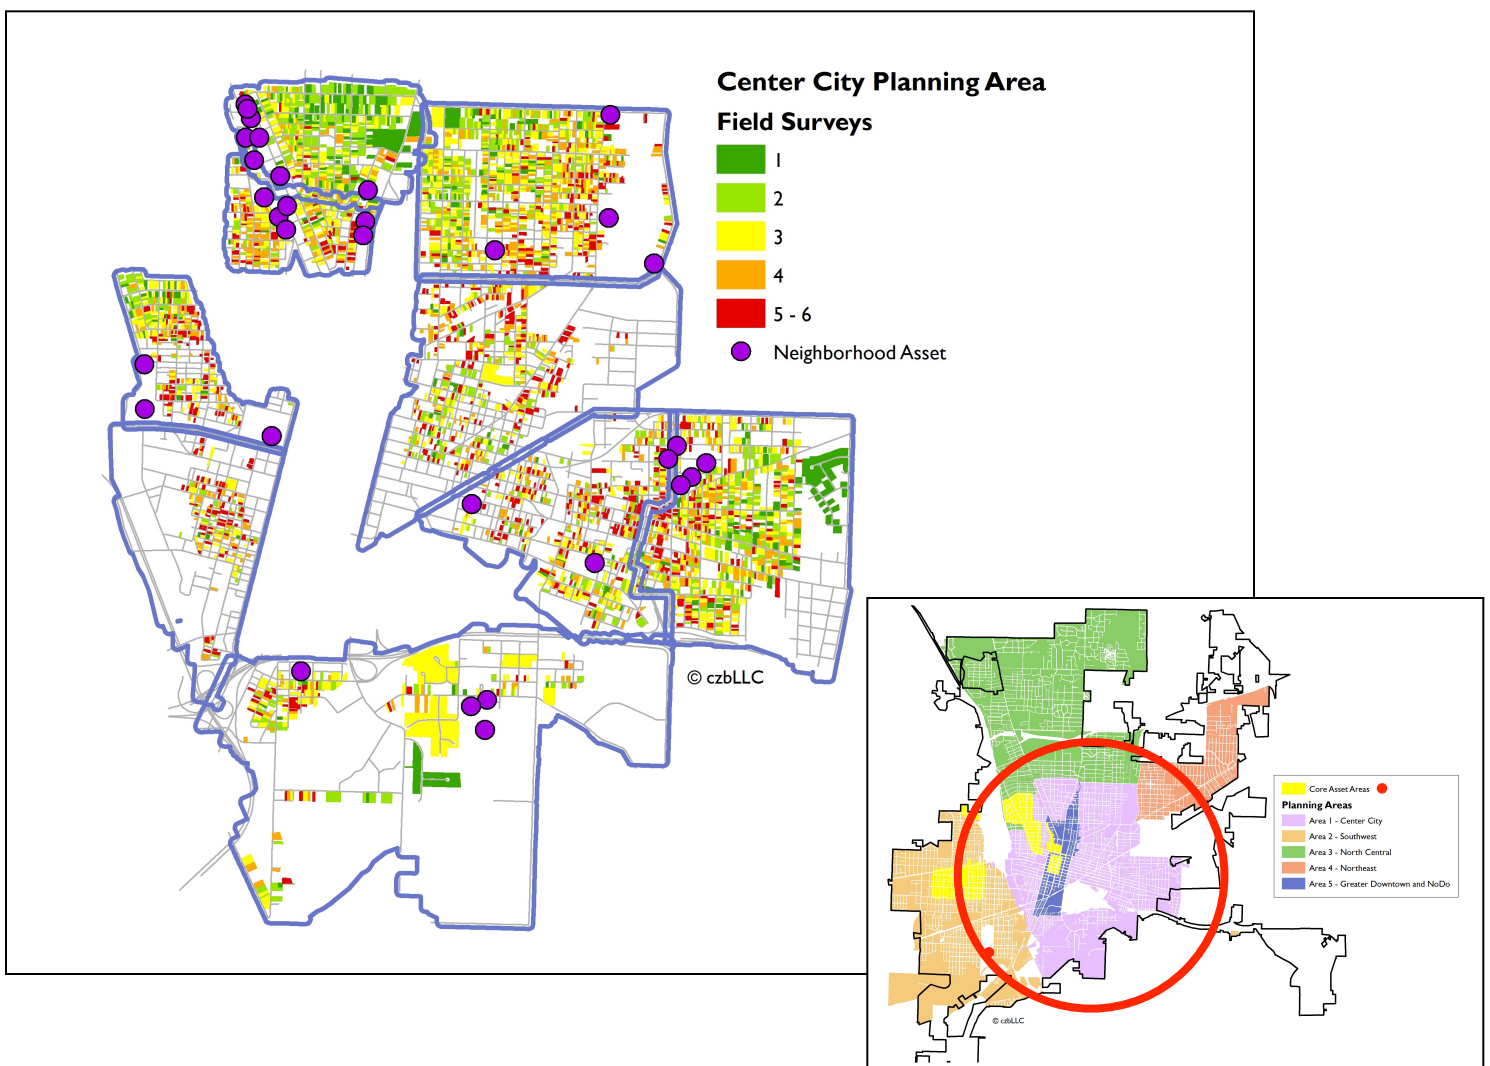 Center City Planning Area
Field Surveys
1
2
3
4
5 - 6
Neighborhood Asset
© czbLLC
Core Asset Areas
Planning Areas
Area 1 - Center City
Area 2 - Southwest
Area 3 - North Central
Area 4 - Northeast
Area 5 - Greater Downtown and NoDo
© czbLLC